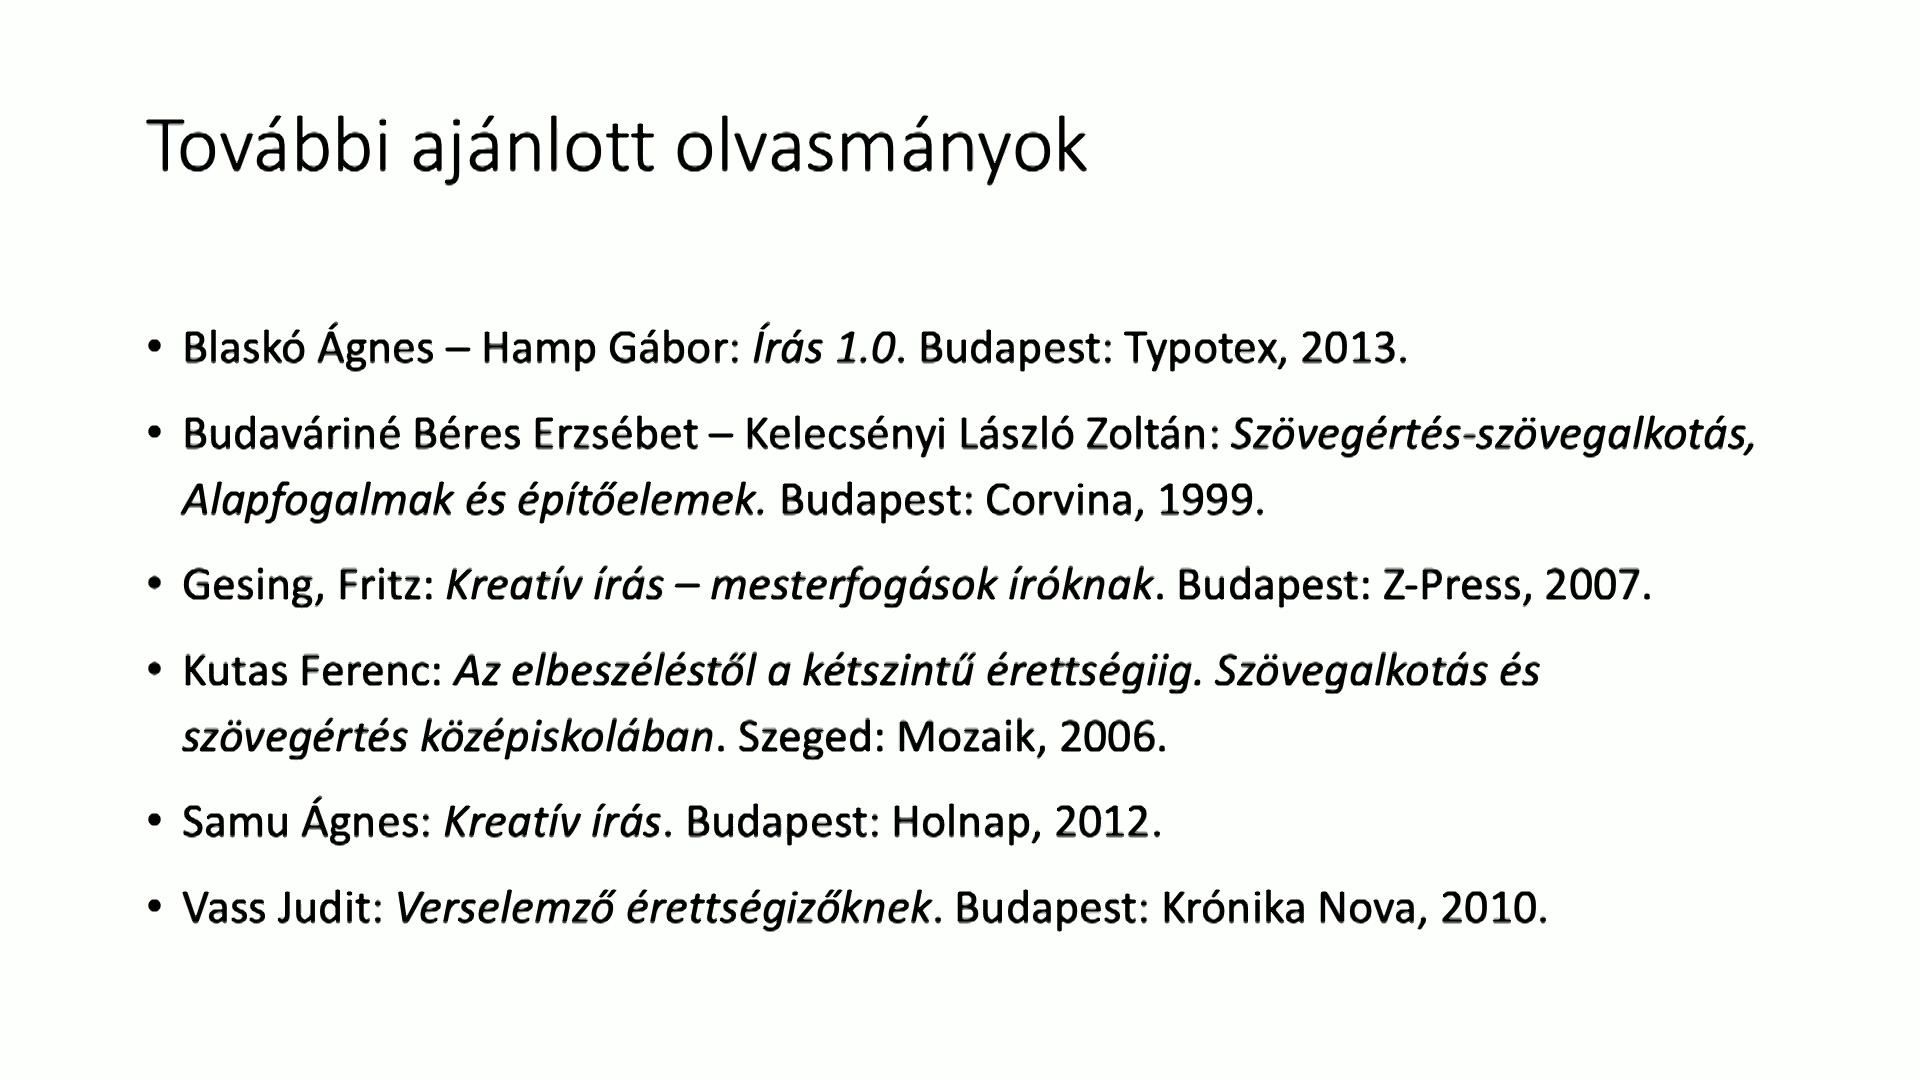 További ajánlott olvasmányok
• Blaskó Ágnes – Hamp Gábor: Írás 1.0. Budapest: Typotex, 2013.
• Budaváriné Béres Erzsébet – Kelecsényi László Zoltán: Szövegértés-szövegalkotás,
Alapfogalmak és építőelemek. Budapest: Corvina, 1999.
• Gesing, Fritz: Kreatív írás – mesterfogások íróknak. Budapest: Z-Press, 2007.
• Kutas Ferenc: Az elbeszéléstől a kétszintű érettségiig. Szövegalkotás és
szövegértés középiskolában. Szeged: Mozaik, 2006.
• Samu Ágnes: Kreatív írás. Budapest: Holnap, 2012.
• Vass Judit: Verselemző érettségizőknek. Budapest: Krónika Nova, 2010.